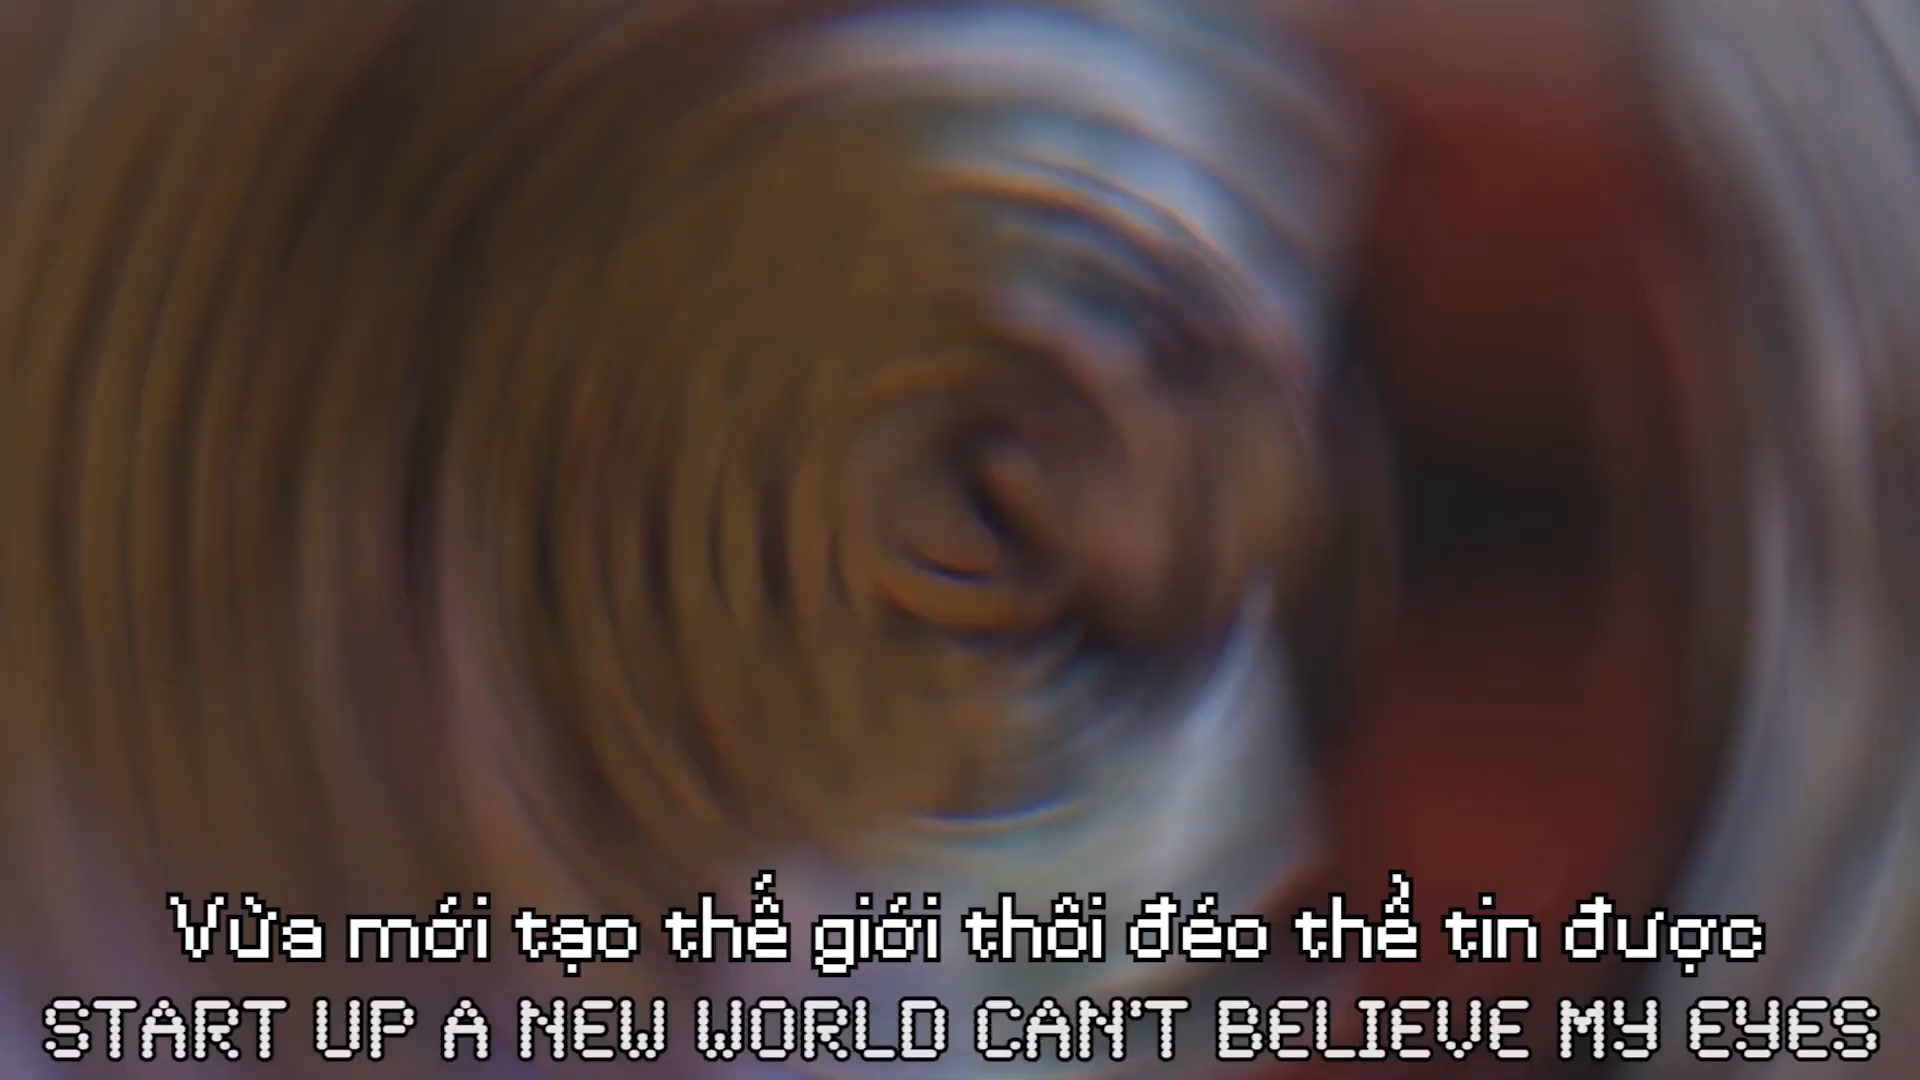 Vừa mới tạo thế giới thôi đéo thể tin được
START UP A NEW WORLD CAN'T BELIEVE MY EYES